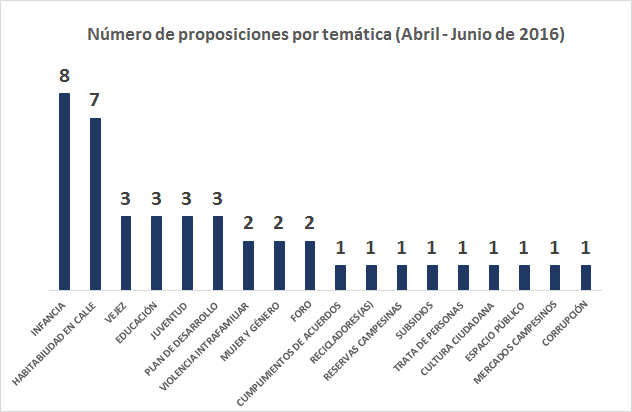 Número de proposiciones por temática (Abril - Junio de 2016)
8
7
3
3
3
3
2
2
2
1
1
1
1
1
1
1
1
1
INFANCIA
HABITABILIDAD EN CALLE
VEJEZ
EDUCACIÓN
JUVENTUD
PLAN DE DESARROLLO
VIOLENCIA INTRAFAMILIAR
MUJER Y GÉNERO
FORO
CUMPLIMIENTOS DE ACUERDOS
RECICLADORES(AS)
RESERVAS CAMPESINAS
SUBSIDIOS
TRATA DE PERSONAS
CULTURA CIUDADANA
ESPACIO PÚBLICO
MERCADOS CAMPESINOS
CORRUPCIÓN